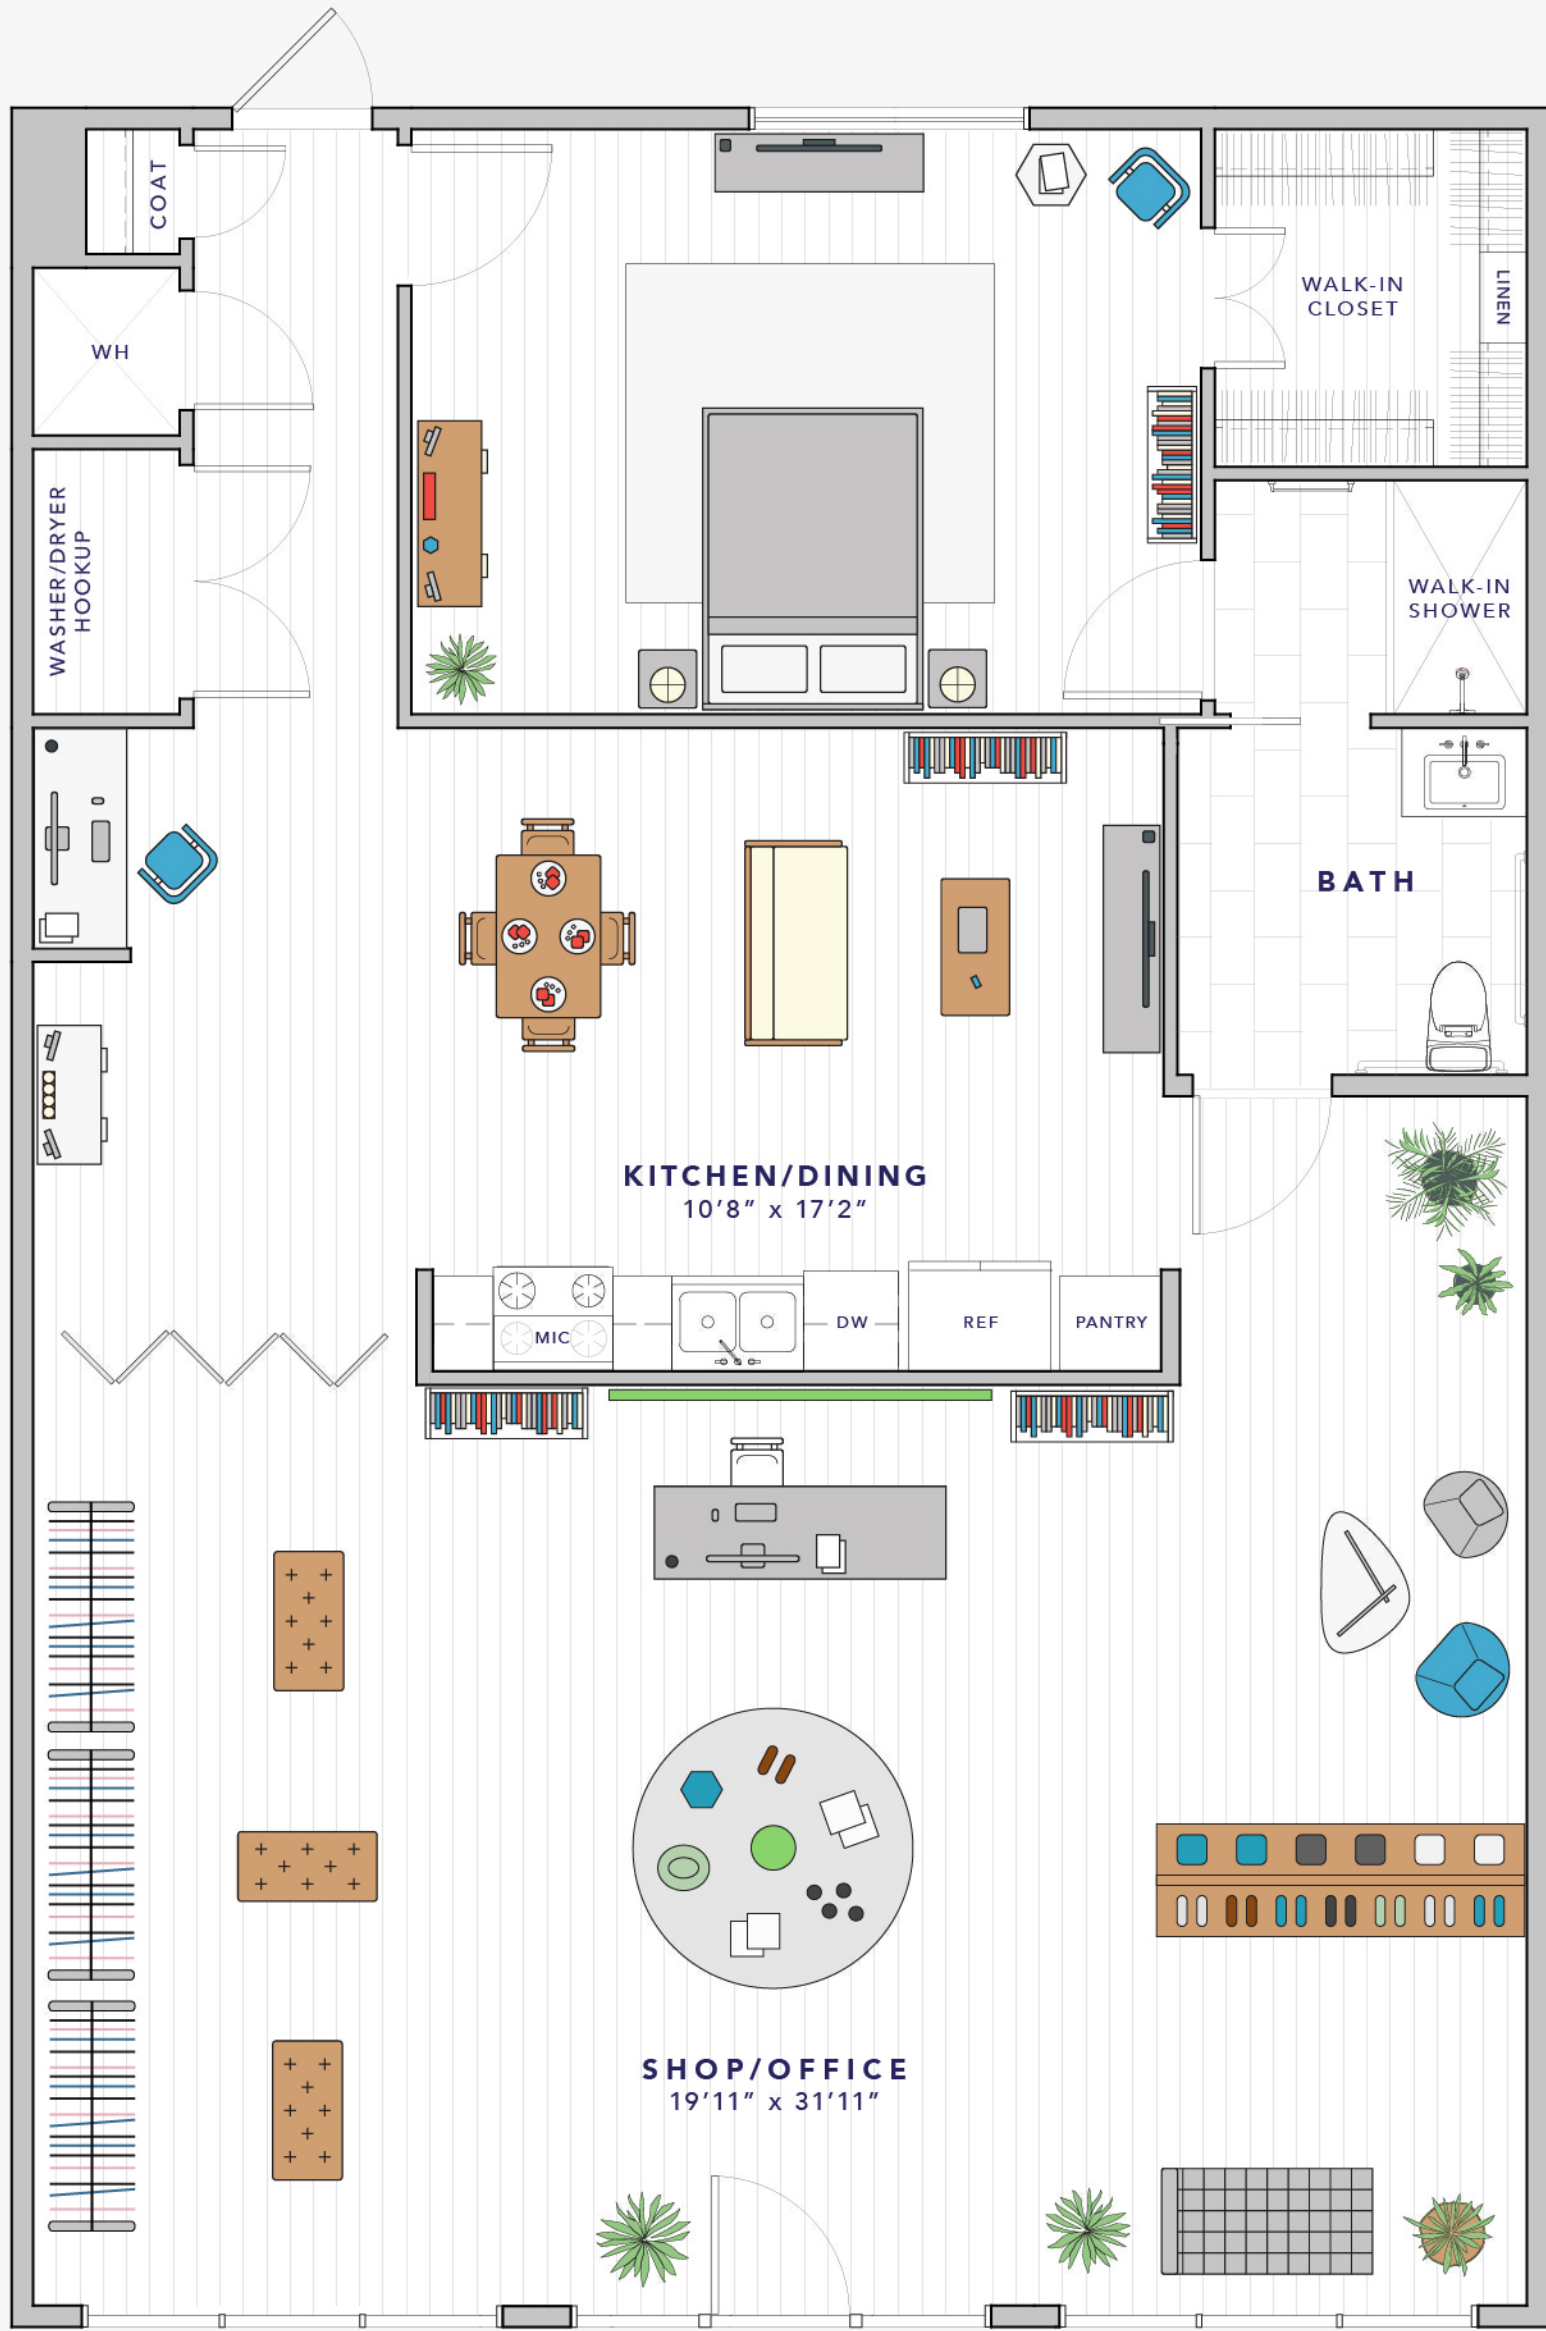 COAT
WH
WASHER/DRYER
HOOKUP
WALK-IN
CLOSET
LINEN
WALK-IN
SHOWER
BATH
KITCHEN/DINING
10’8” x 17’2”
MIC
DW
REF
PANTRY
SHOP/OFFICE
19’11” x 31’11”